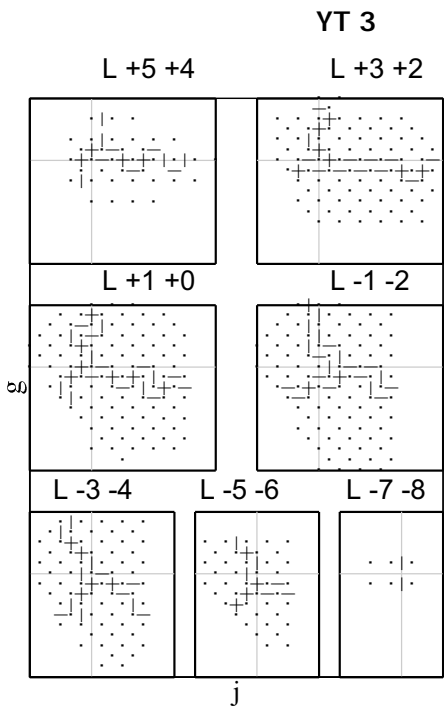 YT 3
L +5 +4
L +3 +2
L +1 +0
L -1 -2
g
L -3 -4
L -5 -6
L -7 -8
j